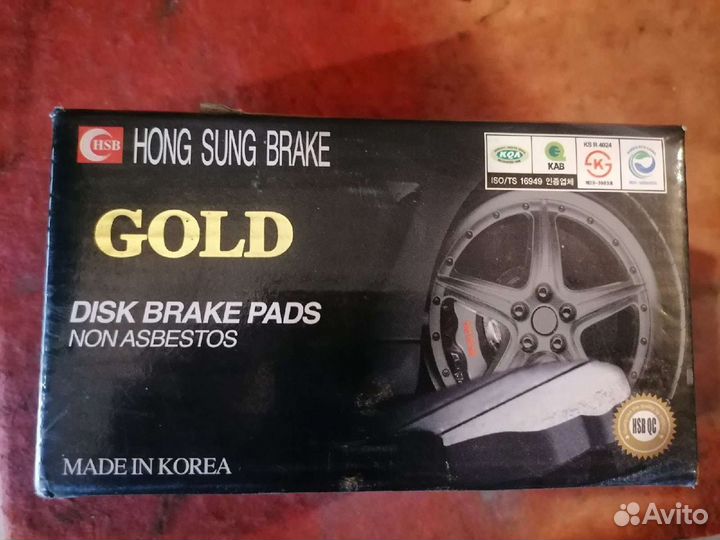 HSB HONG SUNG BRAKE
GOLD
DISK BRAKE PADS
NON ASBESTOS
MADE IN KOREA
KQA
KAB
ISO/TS 16949 인증업체
KS R 4024
K
HSB QC
Avito